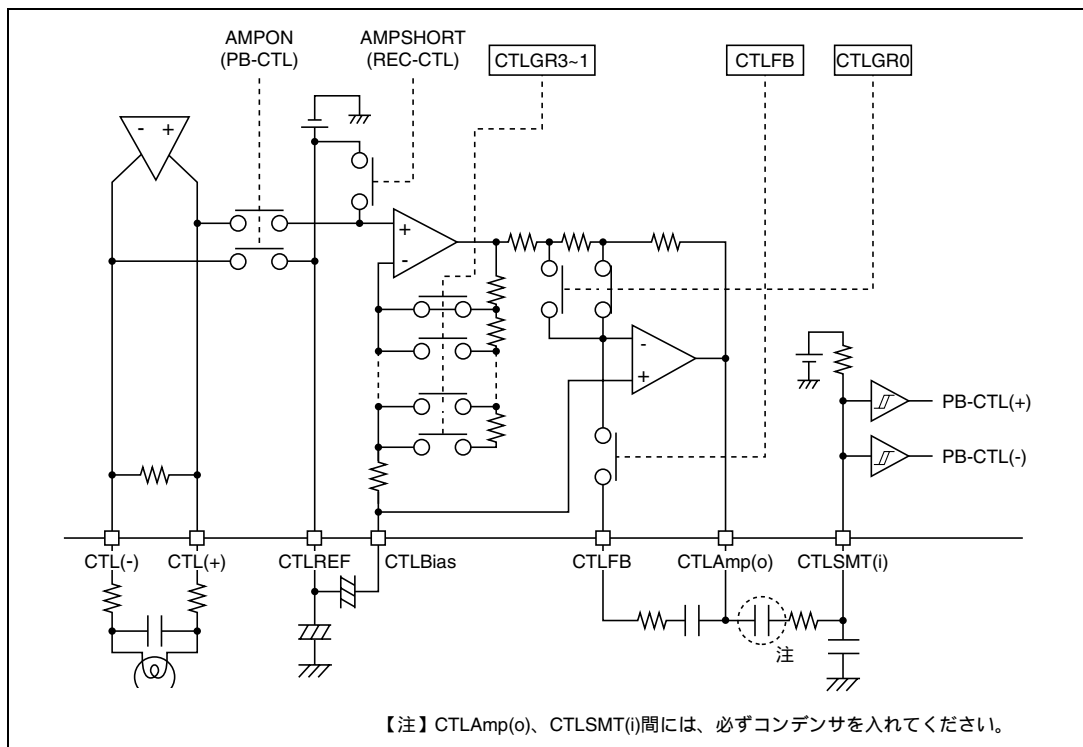 AMPON
(PB-CTL)
AMPSHORT
(REC-CTL)
CTLGR3~1
CTLFB
CTLGR0
- +
+
-
-
+
PB-CTL(+)
PB-CTL(-)
CTL(-)
CTL(+)
CTLREF
CTLBias
CTLFB
CTLAmp(o)
CTLSMT(i)
注
【注】CTLAmp(o)、CTLSMT(i)間には、必ずコンデンサを入れてください。